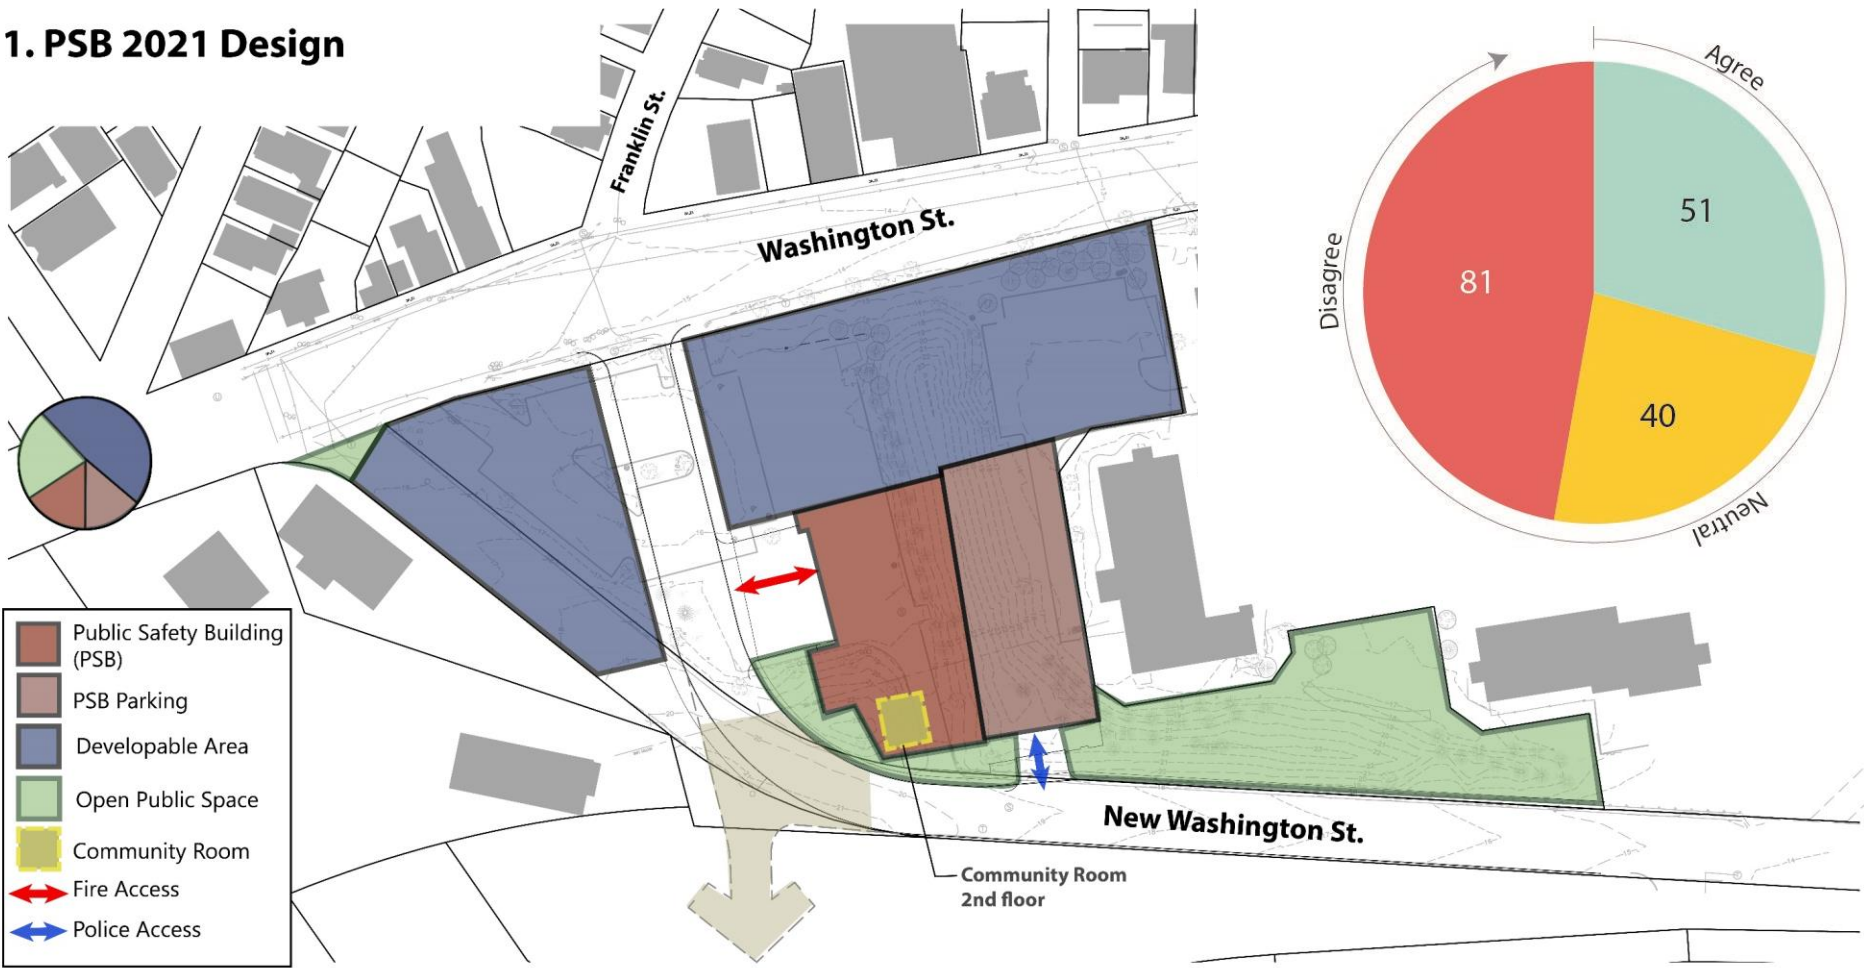 1. PSB 2021 Design
Franklin St.
Washington St.
Agree
51
Disagree
81
40
Neutral
Public Safety Building
(PSB)
PSB Parking
Developable Area
Open Public Space
Community Room
Fire Access
Police Access
New Washington St.
Community Room
2nd floor